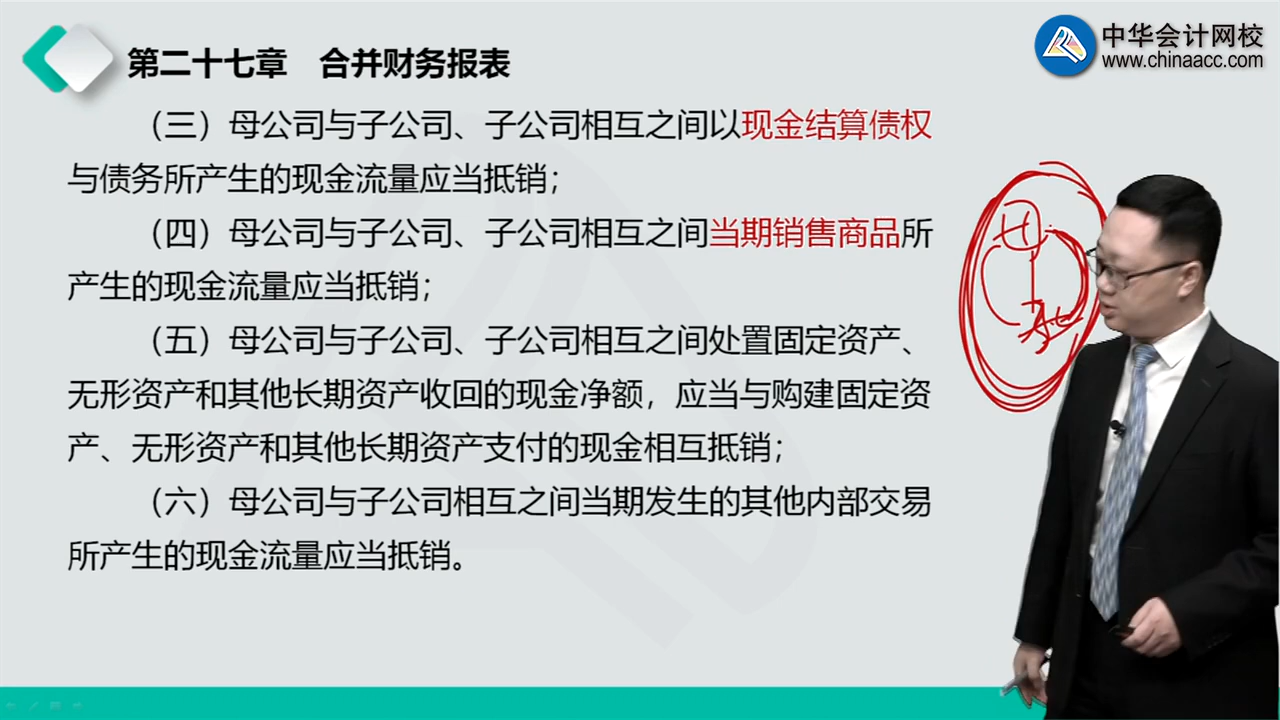 第二十七章 合并财务报表
中华会计网校
www.chinaacc.com
（三）母公司与子公司、子公司相互之间以现金结算债权
与债务所产生的现金流量应当抵销；
（四）母公司与子公司、子公司相互之间当期销售商品所
产生的现金流量应当抵销；
（五）母公司与子公司、子公司相互之间处置固定资产、
无形资产和其他长期资产收回的现金净额，应当与购建固定资
产、无形资产和其他长期资产支付的现金相互抵销；
（六）母公司与子公司相互之间当期发生的其他内部交易
所产生的现金流量应当抵销。
母